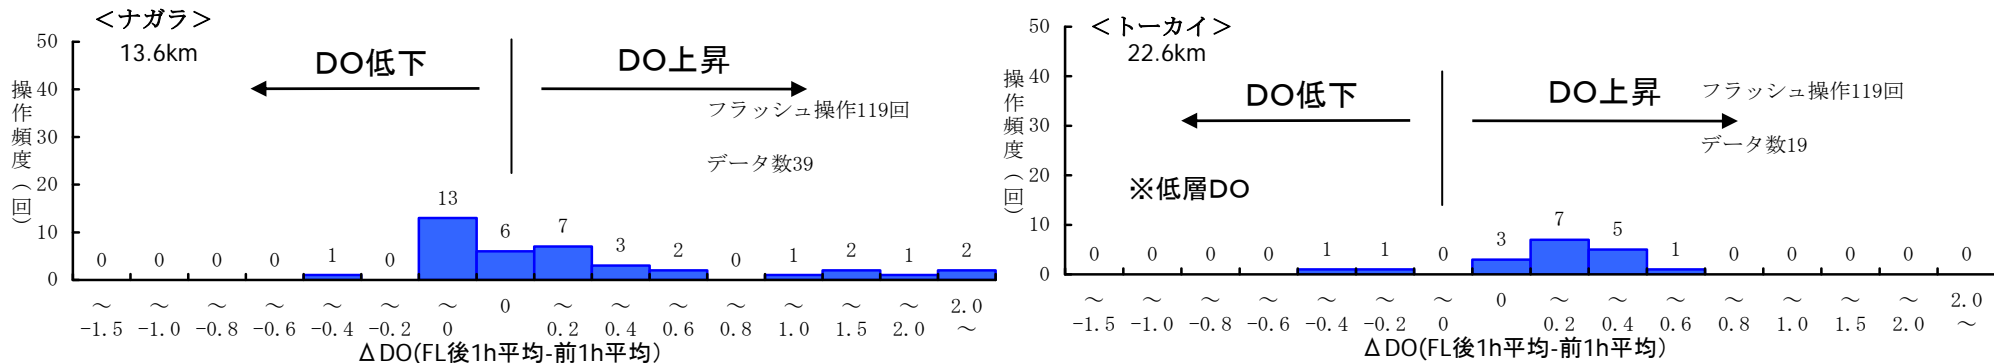 <ナガラ>
13.6km
DO低下
DO上昇
フラッシュ操作119回
データ数39
操作頻度(回)
50
40
30
20
10
0
0 0 0 0 1 0 13 6 7 3 2 0 1 2 1 2
~ ~ ~ ~ ~ ~ ~ 0 ~ ~ ~ ~ ~ ~ ~ 2.0
-1.5 -1.0 -0.8 -0.6 -0.4 -0.2 0 0.2 0.4 0.6 0.8 1.0 1.5 2.0 ~
ΔDO(FL後1h平均-前1h平均)
<トーカイ>
22.6km
DO低下
DO上昇
フラッシュ操作119回
データ数19
※低層DO
操作頻度(回)
50
40
30
20
10
0
0 0 0 0 1 1 0 3 7 5 1 0 0 0 0 0
~ ~ ~ ~ ~ ~ ~ 0 ~ ~ ~ ~ ~ ~ ~ 2.0
-1.5 -1.0 -0.8 -0.6 -0.4 -0.2 0 0.2 0.4 0.6 0.8 1.0 1.5 2.0 ~
ΔDO(FL後1h平均-前1h平均)